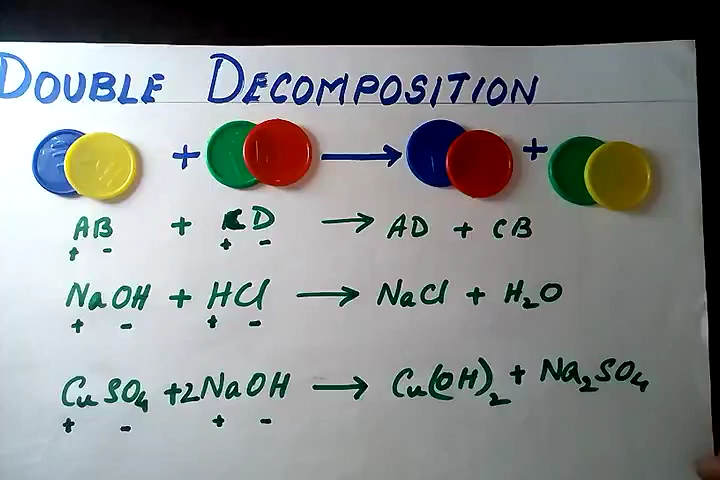 DOUBLE DECOMPOSITION
+ → +
AB + CD → AD + CB
+ - + -
NaOH + HCl → NaCl + H₂O
+ - + -
CuSO₄ + 2NaOH → Cu(OH)₂ + Na₂SO₄
+ - + -